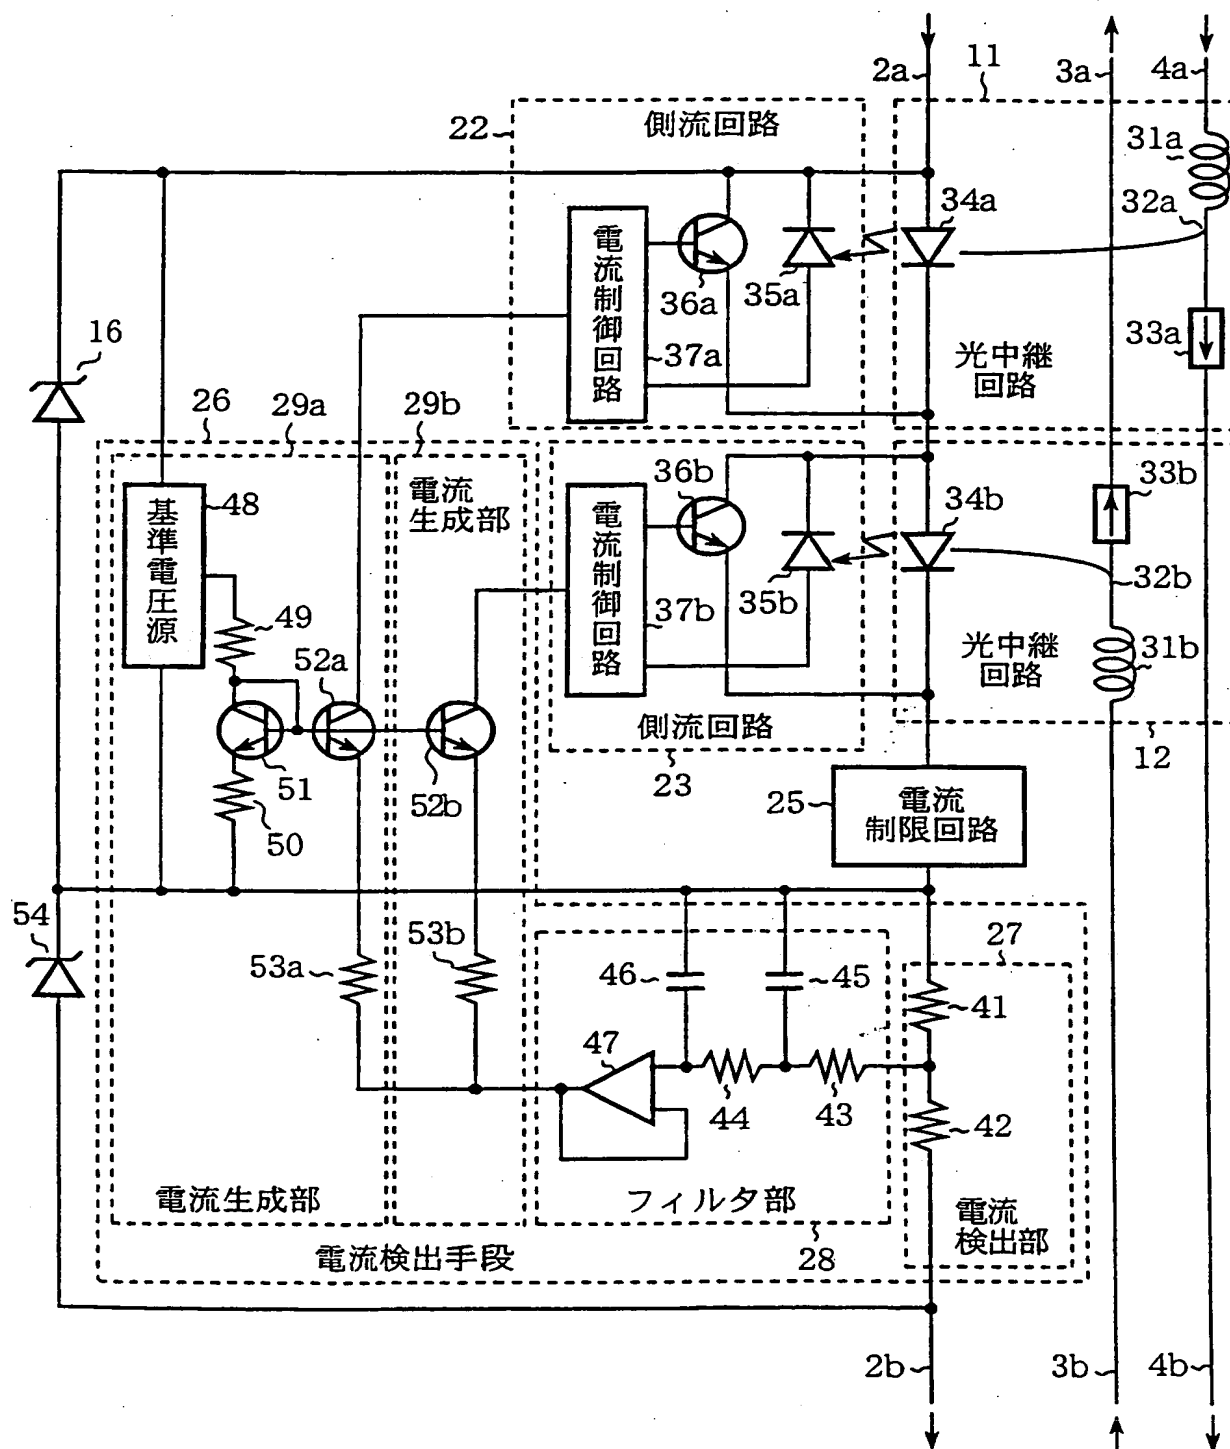 2a
11
3a
4a
22
側流回路
31a
32a
34a
電流制御回路
36a
35a
37a
33a
光中継
回路
16
26
29a
29b
基準電圧源
48
電流
生成部
36b
電流制御回路
34b
33b
35b
37b
32b
49
52a
光中継
回路
31b
側流回路
51
52b
23
12
50
25
電流
制限回路
54
53a
53b
46
45
27
41
47
44
43
42
電流生成部
フィルタ部
電流
検出部
電流検出手段
28
2b
3b
4b